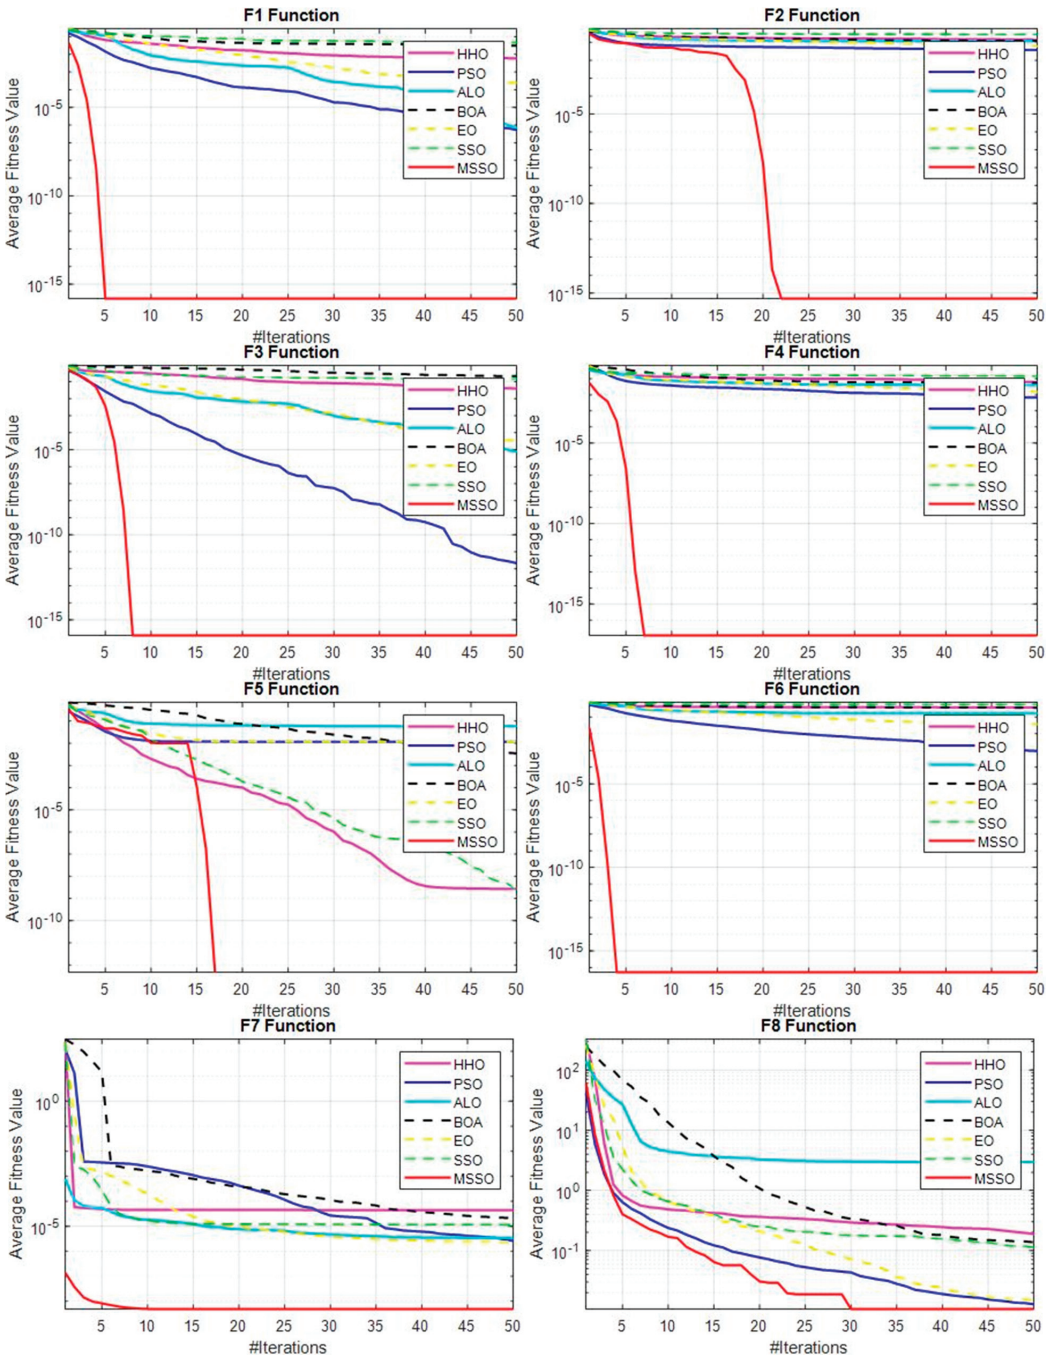 F1 Function
Average Fitness Value
10^-5
10^-10
10^-15
5 10 15 20 25 30 35 40 45 50
#Iterations
HHO
PSO
ALO
BOA
EO
SSO
MSSO
F2 Function
Average Fitness Value
10^-5
10^-10
10^-15
5 10 15 20 25 30 35 40 45 50
#Iterations
HHO
PSO
ALO
BOA
EO
SSO
MSSO
F3 Function
Average Fitness Value
10^-5
10^-10
10^-15
5 10 15 20 25 30 35 40 45 50
#Iterations
HHO
PSO
ALO
BOA
EO
SSO
MSSO
F4 Function
Average Fitness Value
10^-5
10^-10
10^-15
5 10 15 20 25 30 35 40 45 50
#Iterations
HHO
PSO
ALO
BOA
EO
SSO
MSSO
F5 Function
Average Fitness Value
10^-5
10^-10
5 10 15 20 25 30 35 40 45 50
#Iterations
HHO
PSO
ALO
BOA
EO
SSO
MSSO
F6 Function
Average Fitness Value
10^-5
10^-10
10^-15
5 10 15 20 25 30 35 40 45 50
#Iterations
HHO
PSO
ALO
BOA
EO
SSO
MSSO
F7 Function
Average Fitness Value
10^0
10^-5
5 10 15 20 25 30 35 40 45 50
#Iterations
HHO
PSO
ALO
BOA
EO
SSO
MSSO
F8 Function
Average Fitness Value
10^2
10^1
10^0
10^-1
5 10 15 20 25 30 35 40 45 50
#Iterations
HHO
PSO
ALO
BOA
EO
SSO
MSSO